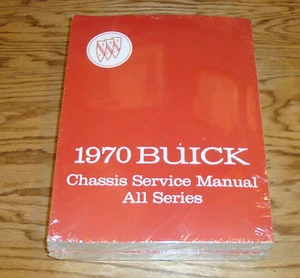 1970 BUICK
Chassis Service Manual
All Series